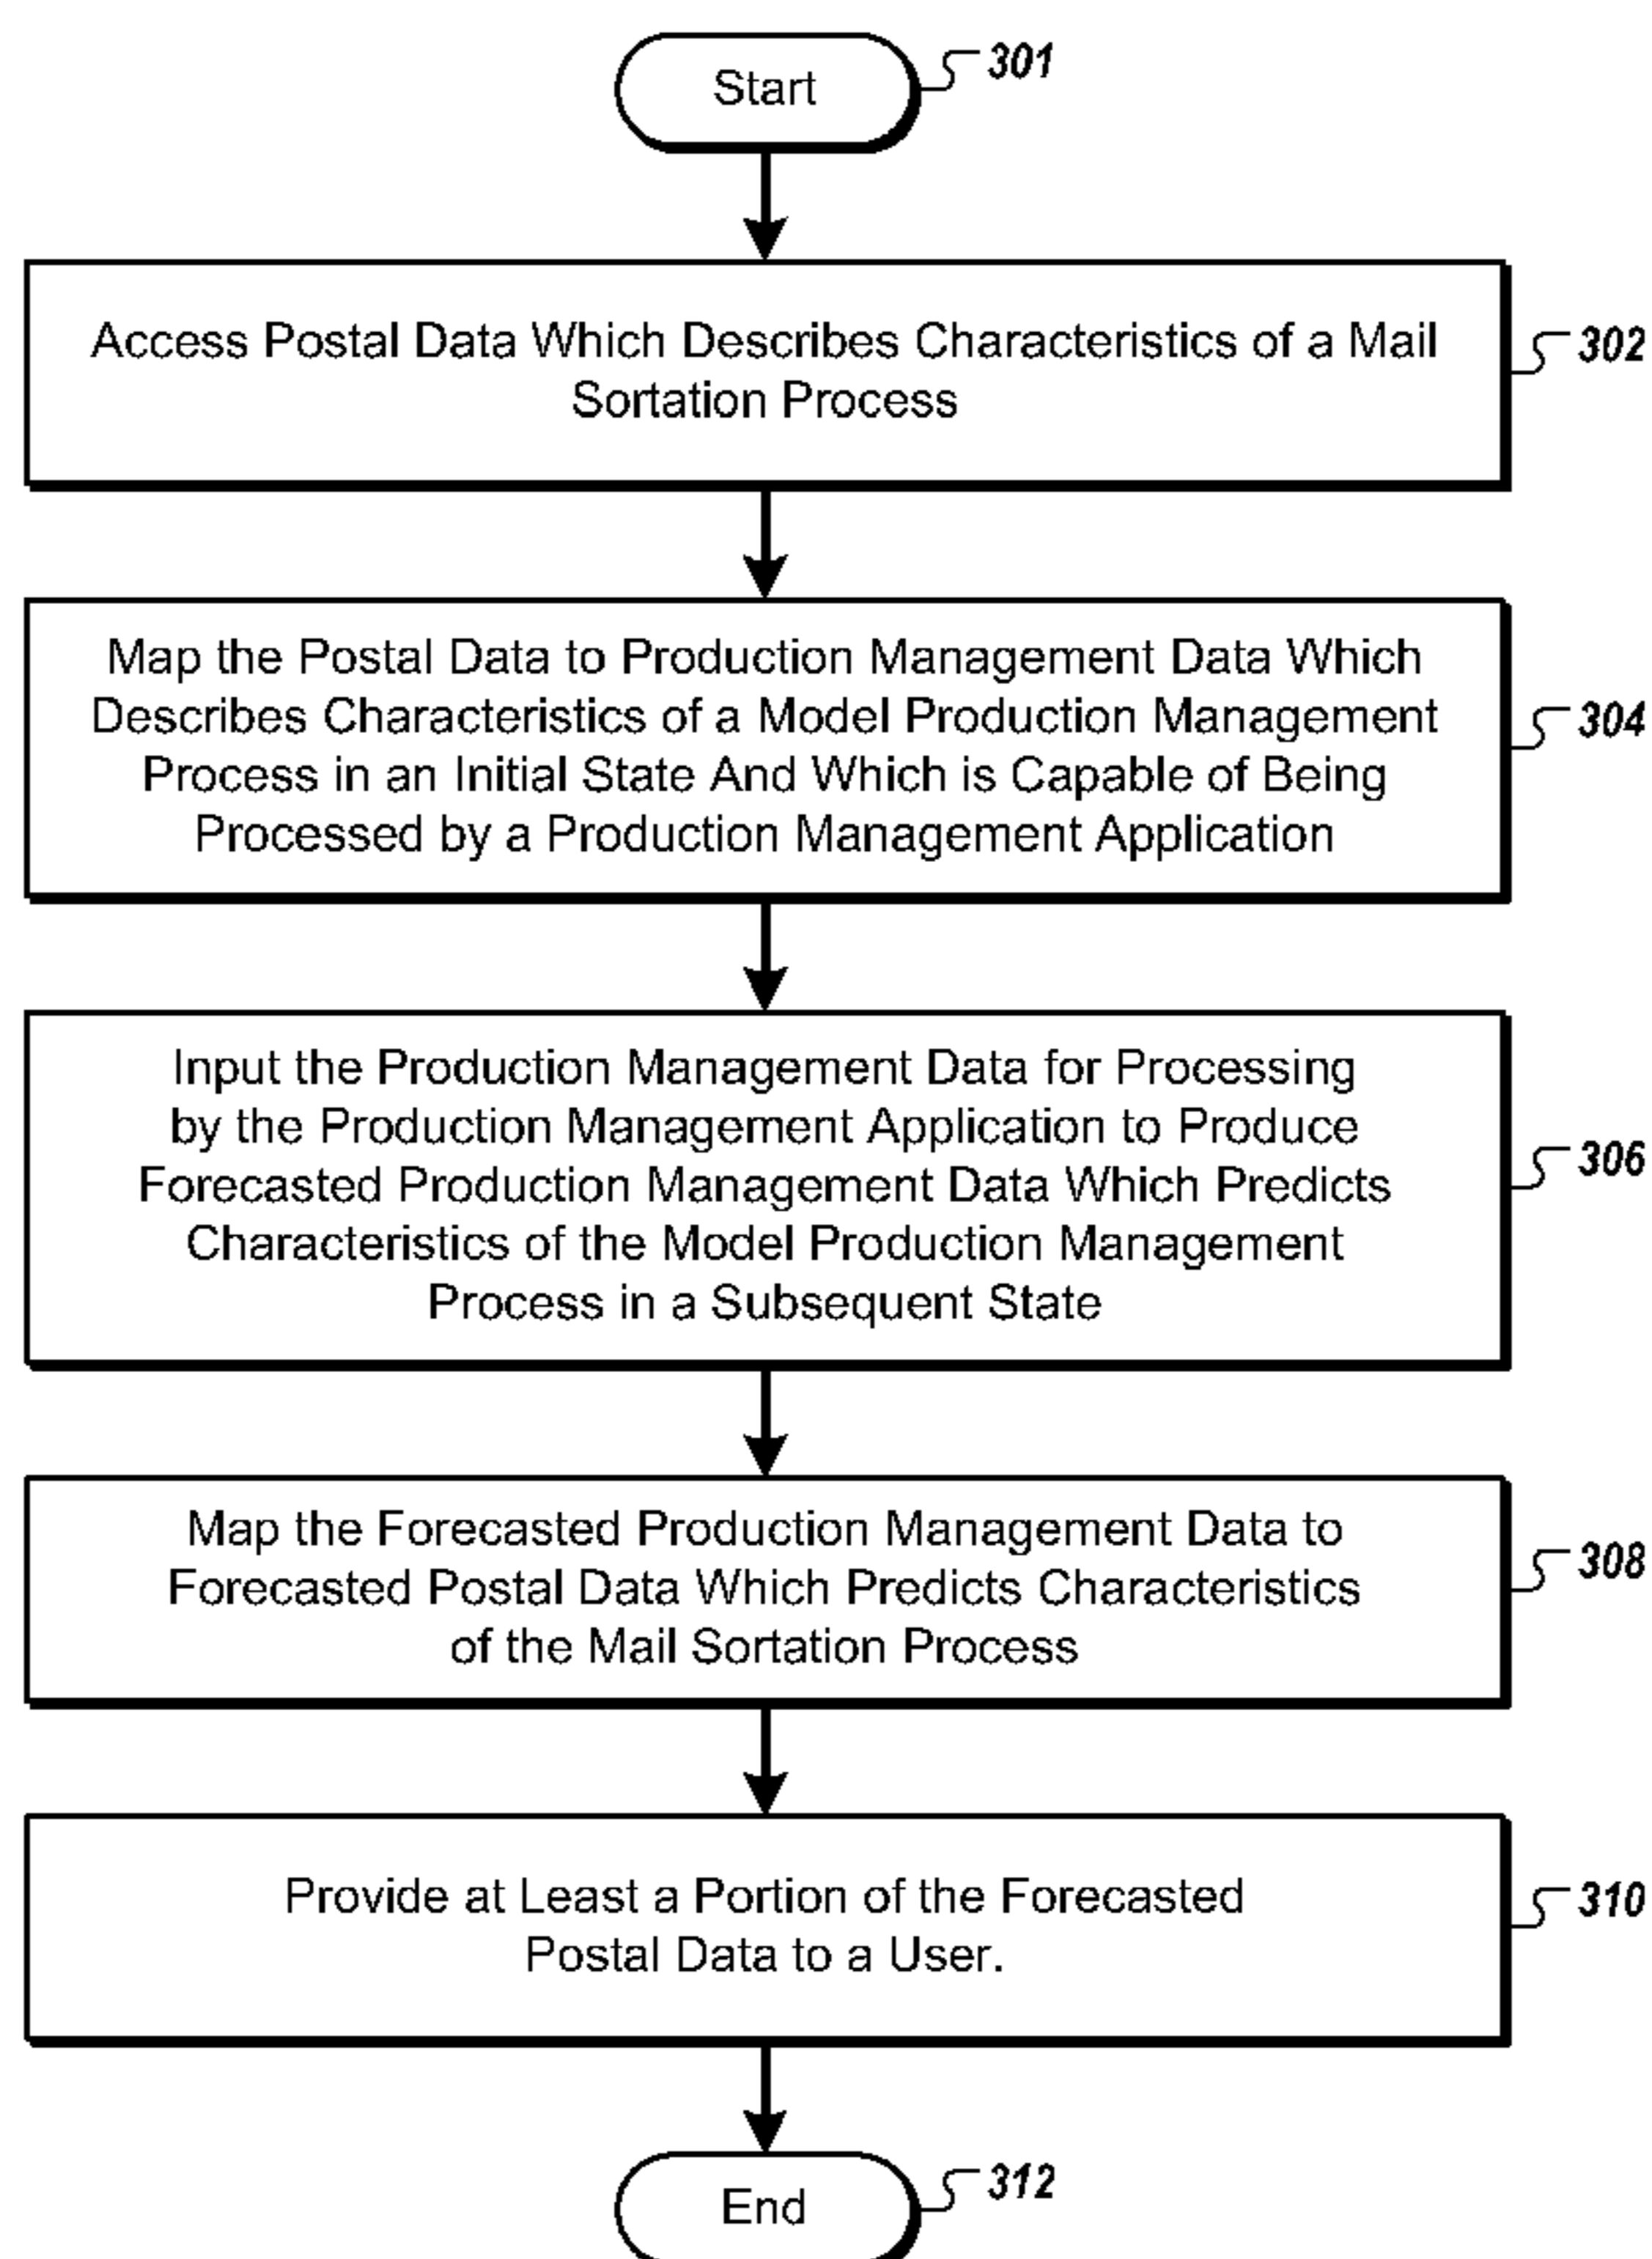 Start
301
Access Postal Data Which Describes Characteristics of a Mail
Sortation Process
302
Map the Postal Data to Production Management Data Which
Describes Characteristics of a Model Production Management
Process in an Initial State And Which is Capable of Being
Processed by a Production Management Application
304
Input the Production Management Data for Processing
by the Production Management Application to Produce
Forecasted Production Management Data Which Predicts
Characteristics of the Model Production Management
Process in a Subsequent State
306
Map the Forecasted Production Management Data to
Forecasted Postal Data Which Predicts Characteristics
of the Mail Sortation Process
308
Provide at Least a Portion of the Forecasted
Postal Data to a User.
310
End
312